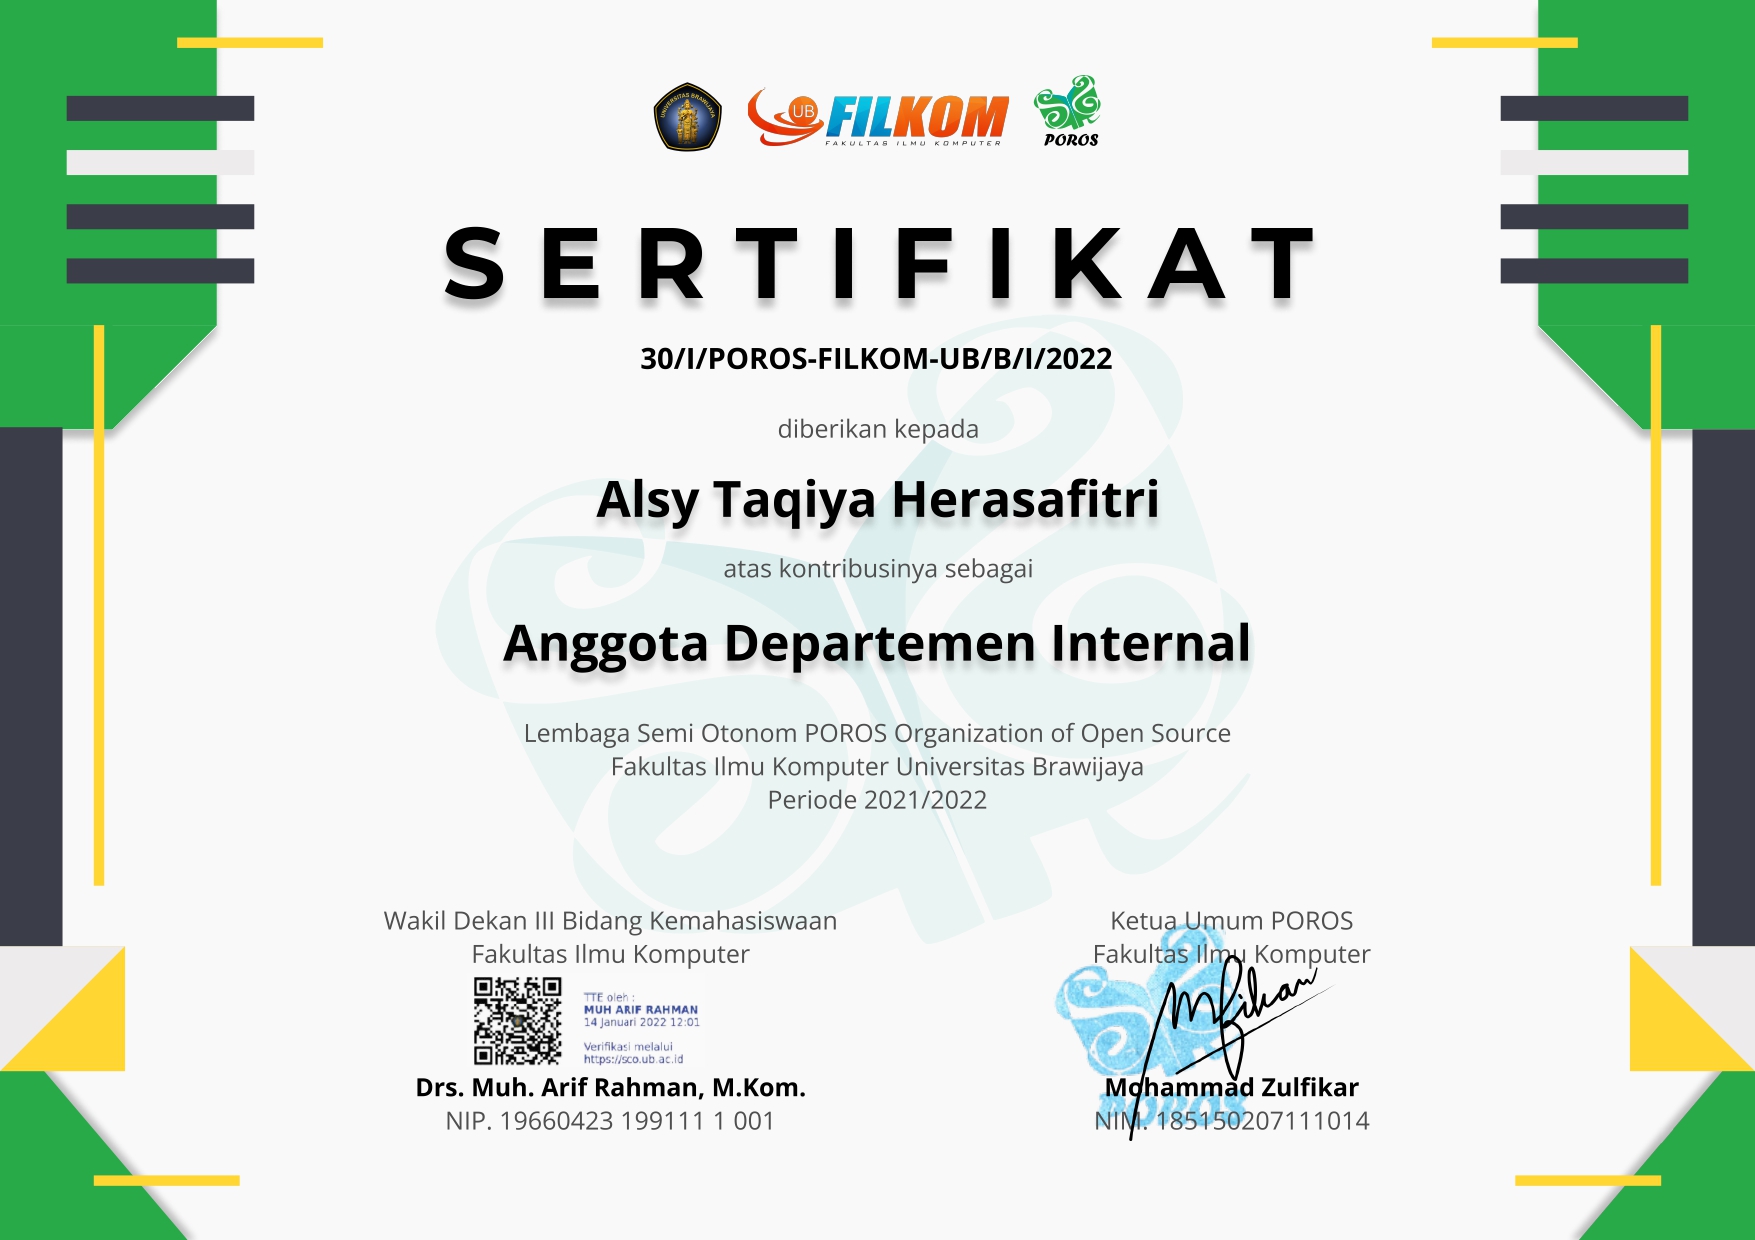 UNIVERSITAS BRAWIJAYA
UB FILKOM
FAKULTAS ILMU KOMPUTER
POROS
SERTIFIKAT
30/I/POROS-FILKOM-UB/B/I/2022
diberikan kepada
Alsy Taqiya Herasafitri
atas kontribusinya sebagai
Anggota Departemen Internal
Lembaga Semi Otonom POROS Organization of Open Source
Fakultas Ilmu Komputer Universitas Brawijaya
Periode 2021/2022
Wakil Dekan III Bidang Kemahasiswaan
Fakultas Ilmu Komputer
TTE oleh :
MUH ARIF RAHMAN
14 Januari 2022 12:01
Verifikasi melalui
https://sco.ub.ac.id
Drs. Muh. Arif Rahman, M.Kom.
NIP. 19660423 199111 1 001
Ketua Umum POROS
Fakultas Ilmu Komputer
Mohammad Zulfikar
POROS
NIM. 185150207111014